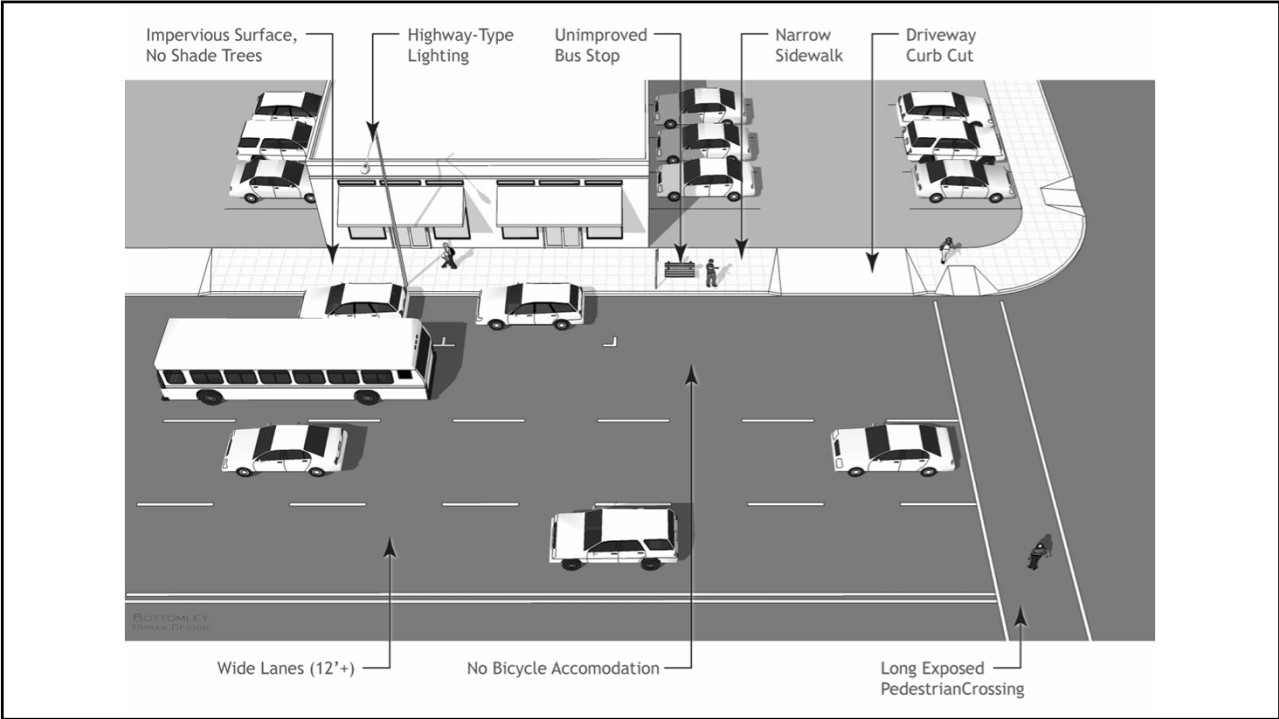 Impervious Surface,
No Shade Trees
Highway-Type
Lighting
Unimproved
Bus Stop
Narrow
Sidewalk
Driveway
Curb Cut
BOTTOMLEY
URBAN DESIGN
Wide Lanes (12'+)
No Bicycle Accomodation
Long Exposed
PedestrianCrossing